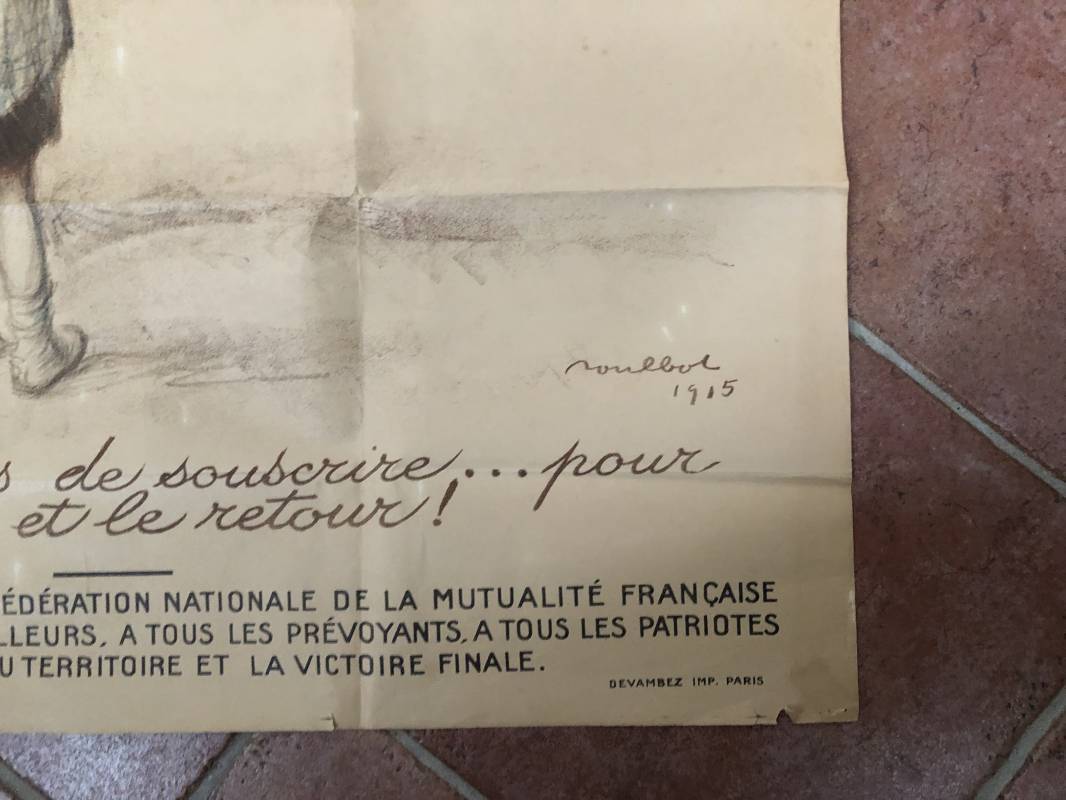 Poulbot
1915
de souscrire... pour
et le retour!
ÉDÉRATION NATIONALE DE LA MUTUALITÉ FRANÇAISE
LLEURS, A TOUS LES PRÉVOYANTS, A TOUS LES PATRIOTES
U TERRITOIRE ET LA VICTOIRE FINALE.
DEVAMBEZ IMP. PARIS